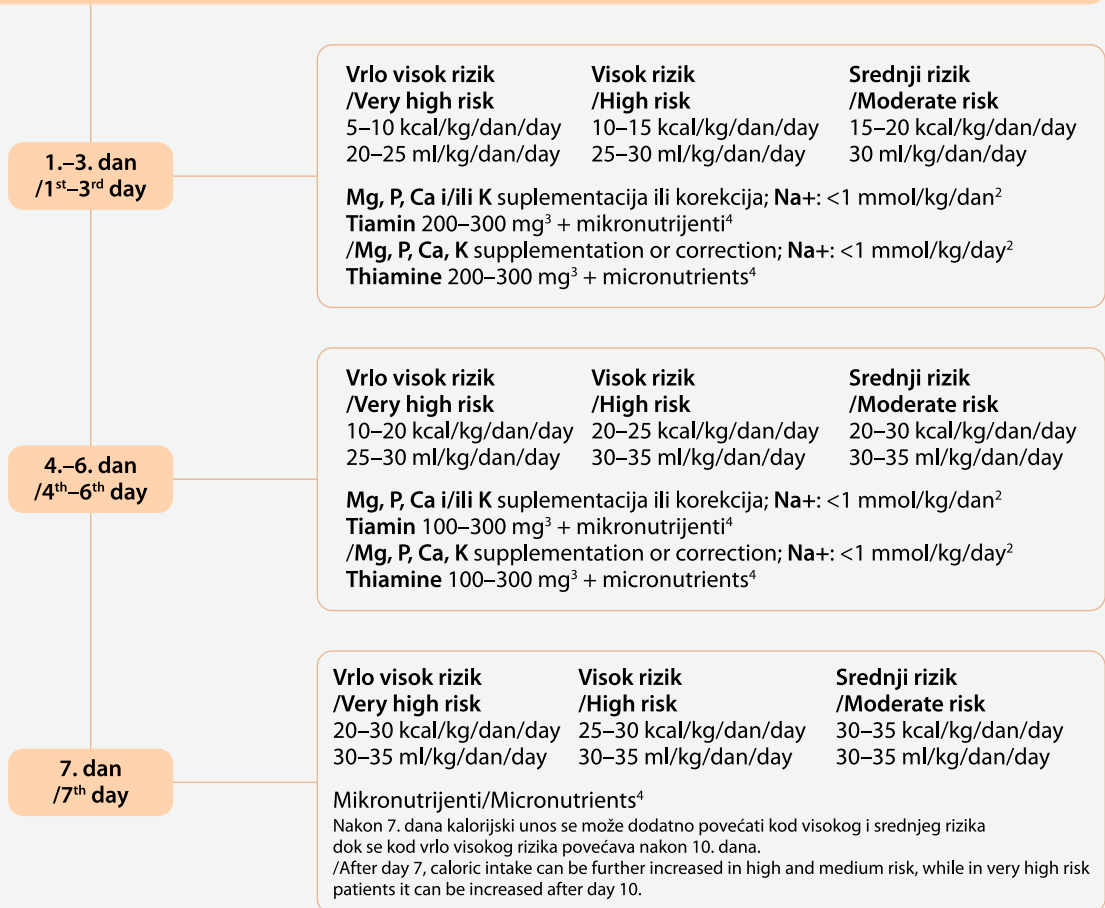 1.–3. dan
/1st–3rd day
Vrlo visok rizik
/Very high risk
5–10 kcal/kg/dan/day
20–25 ml/kg/dan/day
Visok rizik
/High risk
10–15 kcal/kg/dan/day
25–30 ml/kg/dan/day
Srednji rizik
/Moderate risk
15–20 kcal/kg/dan/day
30 ml/kg/dan/day
Mg, P, Ca i/ili K suplementacija ili korekcija; Na+: <1 mmol/kg/dan²
Tiamin 200–300 mg³ + mikronutrijenti⁴
/Mg, P, Ca, K supplementation or correction; Na+: <1 mmol/kg/day²
Thiamine 200–300 mg³ + micronutrients⁴
4.–6. dan
/4th–6th day
Vrlo visok rizik
/Very high risk
10–20 kcal/kg/dan/day
25–30 ml/kg/dan/day
Visok rizik
/High risk
20–25 kcal/kg/dan/day
30–35 ml/kg/dan/day
Srednji rizik
/Moderate risk
20–30 kcal/kg/dan/day
30–35 ml/kg/dan/day
Mg, P, Ca i/ili K suplementacija ili korekcija; Na+: <1 mmol/kg/dan²
Tiamin 100–300 mg³ + mikronutrijenti⁴
/Mg, P, Ca, K supplementation or correction; Na+: <1 mmol/kg/day²
Thiamine 100–300 mg³ + micronutrients⁴
7. dan
/7th day
Vrlo visok rizik
/Very high risk
20–30 kcal/kg/dan/day
30–35 ml/kg/dan/day
Visok rizik
/High risk
25–30 kcal/kg/dan/day
30–35 ml/kg/dan/day
Srednji rizik
/Moderate risk
30–35 kcal/kg/dan/day
30–35 ml/kg/dan/day
Mikronutrijenti/Micronutrients⁴
Nakon 7. dana kalorijski unos se može dodatno povećati kod visokog i srednjeg rizika
dok se kod vrlo visokog rizika povećava nakon 10. dana.
/After day 7, caloric intake can be further increased in high and medium risk, while in very high risk
patients it can be increased after day 10.